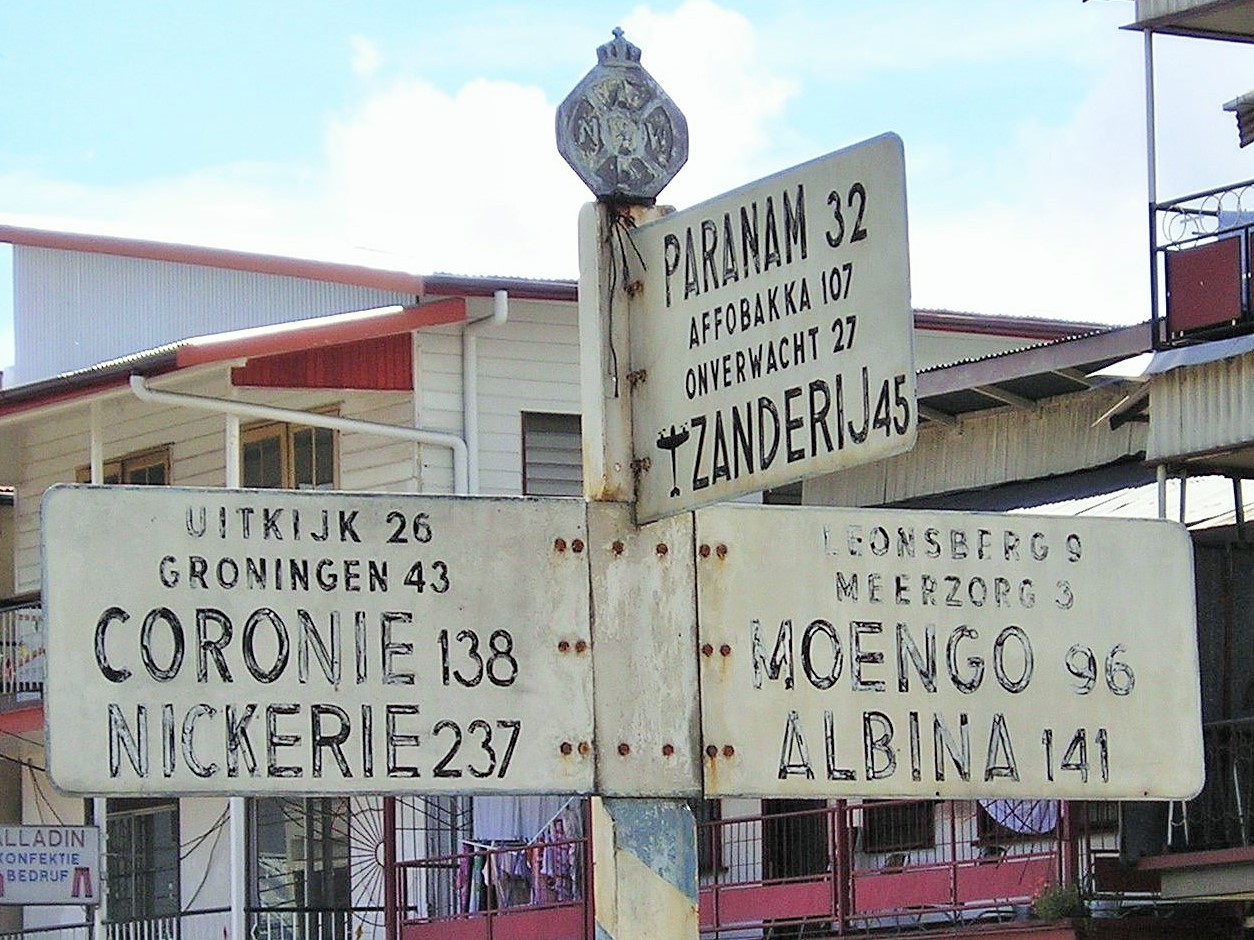 N W
PARANAM 32
AFFOBAKKA 107
ONVERWACHT 27
ZANDERIJ 45
UITKIJK 26
GRONINGEN 43
CORONIE 138
NICKERIE 237
LEONSBERG 9
MEERZORG 3
MOENGO 96
ALBINA 141
ALLADIN
KONFEKTIE
BEDRIJF